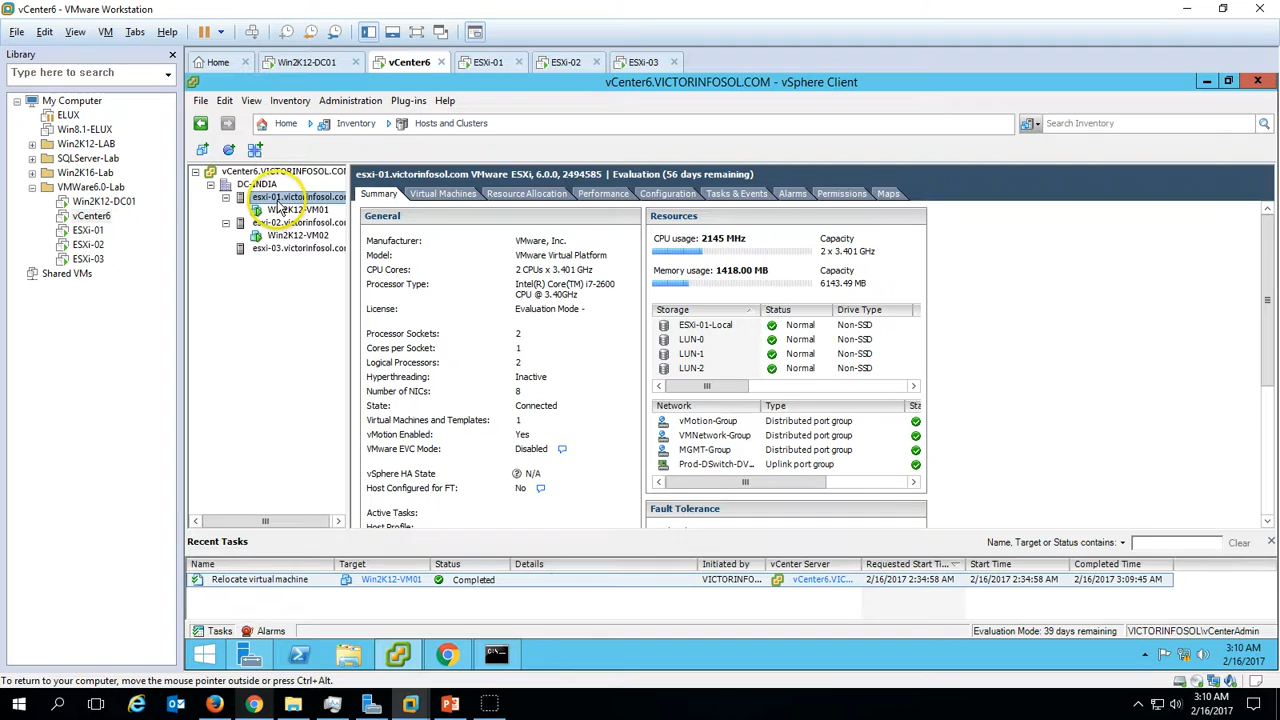 vCenter6 - VMware Workstation
File Edit View VM Tabs Help
Library
Type here to search
My Computer
ELUX
Win8.1-ELUX
Win2K12-LAB
SQLServer-Lab
Win2K16-Lab
VMWare6.0-Lab
Win2K12-DC01
vCenter6
ESXi-01
ESXi-02
ESXi-03
Shared VMs
Home Win2K12-DC01 vCenter6 ESXi-01 ESXi-02 ESXi-03
vCenter6.VICTORINFOSOL.COM - vSphere Client
File Edit View Inventory Administration Plug-ins Help
Home Inventory Hosts and Clusters Search Inventory
vCenter6.VICTORINFOSOL.COM
DC-INDIA
esxi-01.victorinfosol.com
Win2K12-VM01
esxi-02.victorinfosol.com
Win2K12-VM02
esxi-03.victorinfosol.com
esxi-01.victorinfosol.com VMware ESXi, 6.0.0, 2494585 | Evaluation (56 days remaining)
Summary Virtual Machines Resource Allocation Performance Configuration Tasks & Events Alarms Permissions Maps
General
Manufacturer: VMware, Inc.
Model: VMware Virtual Platform
CPU Cores: 2 CPUs x 3.401 GHz
Processor Type: Intel(R) Core(TM) i7-2600
CPU @ 3.40GHz
License: Evaluation Mode -
Processor Sockets: 2
Cores per Socket: 1
Logical Processors: 2
Hyperthreading: Inactive
Number of NICs: 8
State: Connected
Virtual Machines and Templates: 1
vMotion Enabled: Yes
VMware EVC Mode: Disabled
vSphere HA State N/A
Host Configured for FT: No
Active Tasks:
Host Profile:
Resources
CPU usage: 2145 MHz Capacity
2 x 3.401 GHz
Memory usage: 1418.00 MB Capacity
6143.49 MB
Storage Status Drive Type
ESXi-01-Local Normal Non-SSD
LUN-0 Normal Non-SSD
LUN-1 Normal Non-SSD
LUN-2 Normal Non-SSD
Network Type Sta
vMotion-Group Distributed port group
VMNetwork-Group Distributed port group
MGMT-Group Distributed port group
Prod-DSwitch-DV... Uplink port group
Fault Tolerance
Recent Tasks Name, Target or Status contains: Clear
Name Target Status Details Initiated by vCenter Server Requested Start Ti... Start Time Completed Time
Relocate virtual machine Win2K12-VM01 Completed VICTORINFO... vCenter6.VIC... 2/16/2017 2:34:58 AM 2/16/2017 2:34:58 AM 2/16/2017 3:09:45 AM
Tasks Alarms Evaluation Mode: 39 days remaining VICTORINFOSOL\vCenterAdmin
3:10 AM
2/16/2017
To return to your computer, move the mouse pointer outside or press Ctrl+Alt.
3:10 AM
2/16/2017